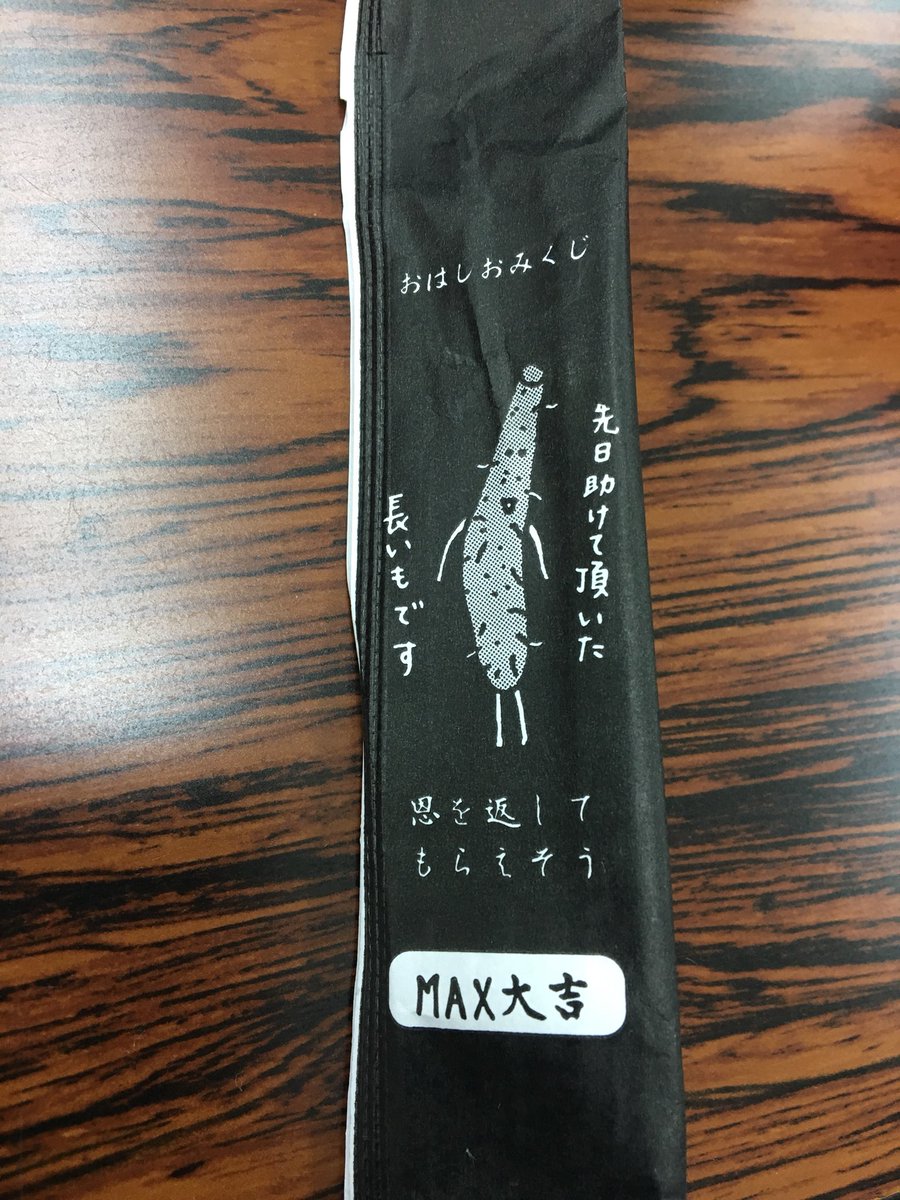 おはしおみくじ
先日助けて頂いた
長いもです
恩を返して
もらえそう
MAX大吉